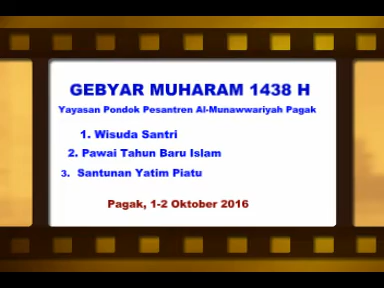 GEBYAR MUHARAM 1438 H
Yayasan Pondok Pesantren Al-Munawwariyah Pagak
1. Wisuda Santri
2. Pawai Tahun Baru Islam
3. Santunan Yatim Piatu
Pagak, 1-2 Oktober 2016